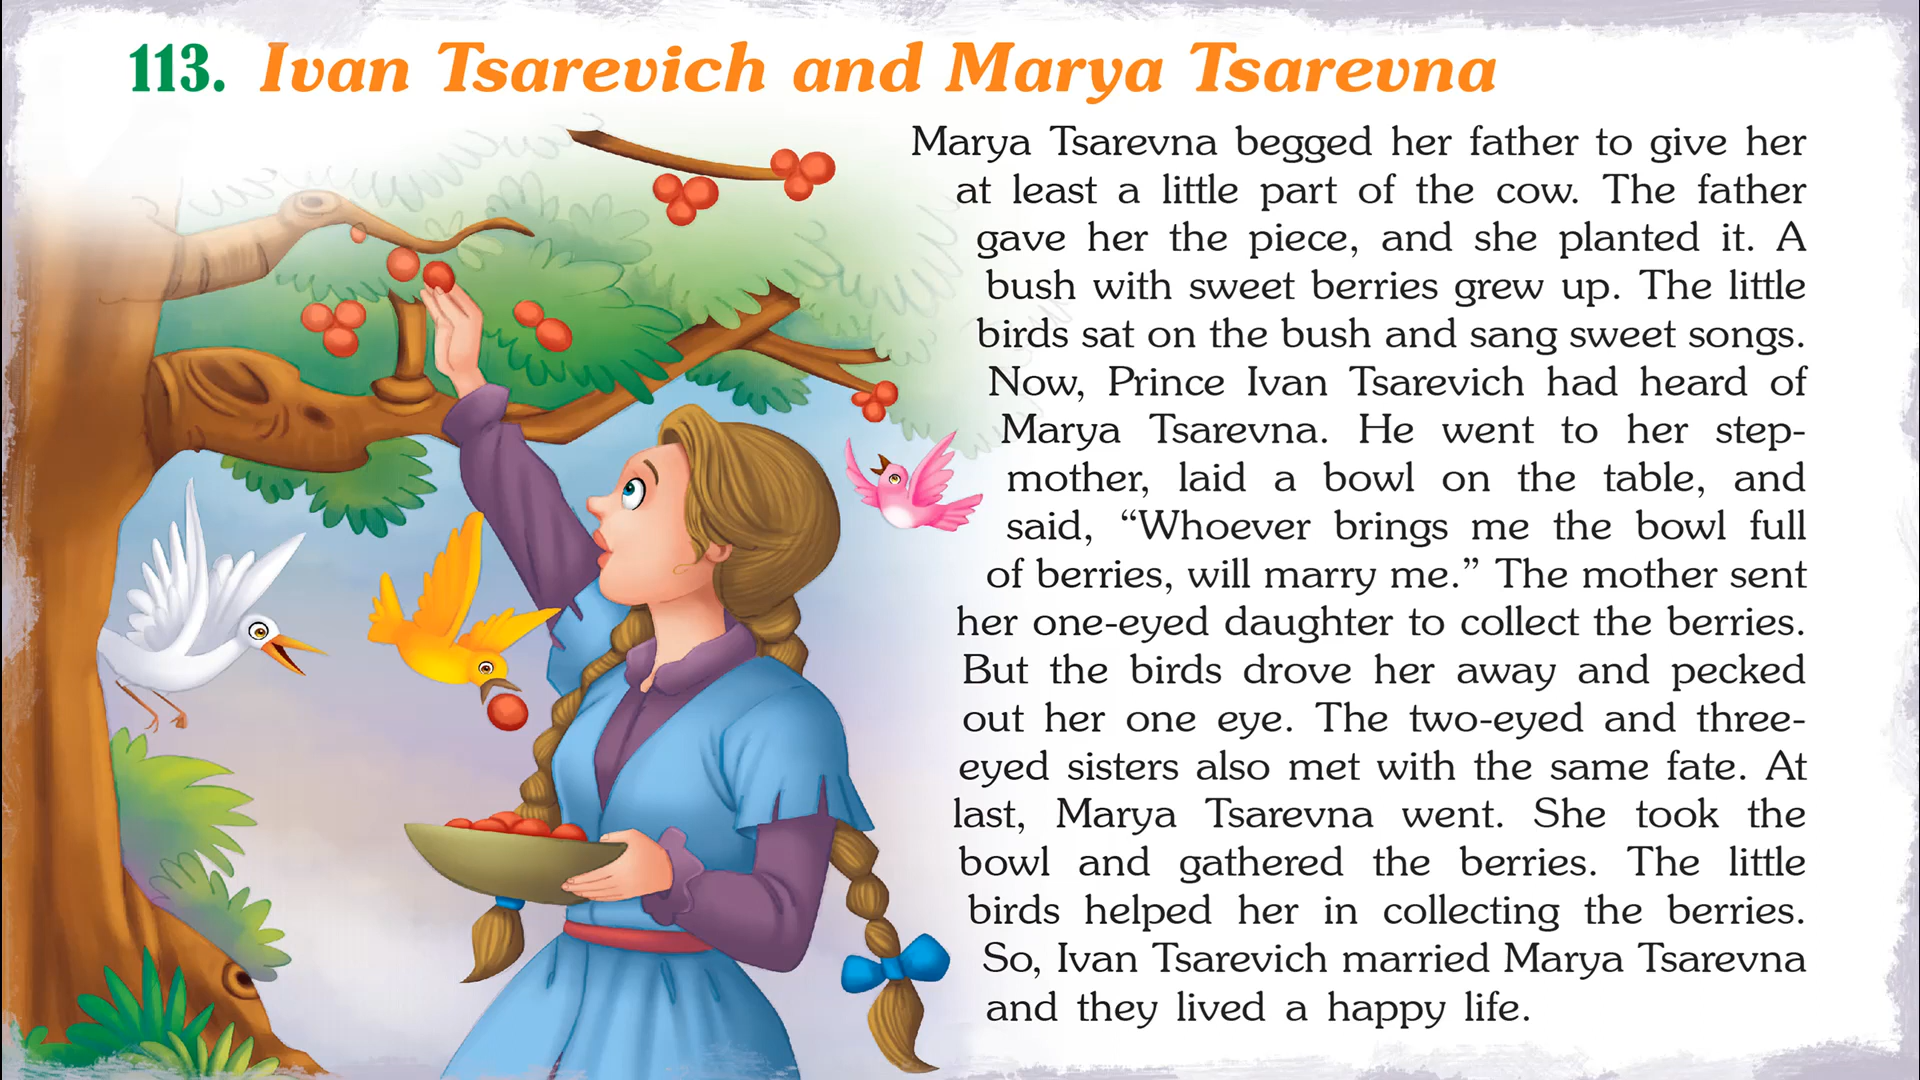 113. Ivan Tsarevich and Marya Tsarevna
Marya Tsarevna begged her father to give her
at least a little part of the cow. The father
gave her the piece, and she planted it. A
bush with sweet berries grew up. The little
birds sat on the bush and sang sweet songs.
Now, Prince Ivan Tsarevich had heard of
Marya Tsarevna. He went to her step-
mother, laid a bowl on the table, and
said, “Whoever brings me the bowl full
of berries, will marry me.” The mother sent
her one-eyed daughter to collect the berries.
But the birds drove her away and pecked
out her one eye. The two-eyed and three-
eyed sisters also met with the same fate. At
last, Marya Tsarevna went. She took the
bowl and gathered the berries. The little
birds helped her in collecting the berries.
So, Ivan Tsarevich married Marya Tsarevna
and they lived a happy life.